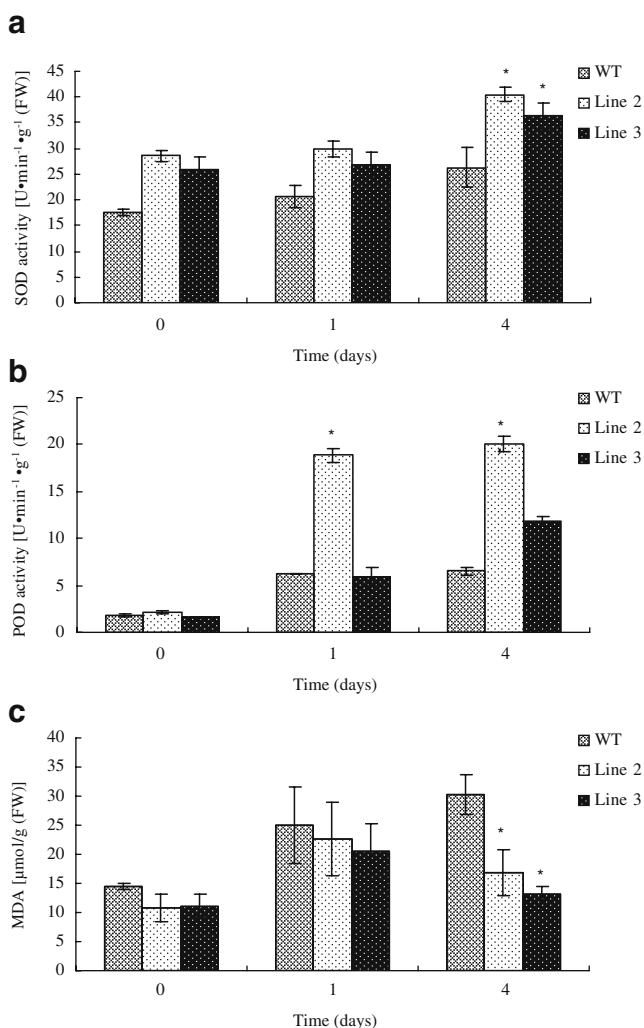 a
SOD activity [U•min⁻¹•g⁻¹ (FW)]
45
40
35
30
25
20
15
10
5
0
* *
0 1 4
Time (days)
WT
Line 2
Line 3
b
POD activity [U•min⁻¹•g⁻¹ (FW)]
25
20
15
10
5
0
* *
0 1 4
Time (days)
WT
Line 2
Line 3
c
MDA [µmol/g (FW)]
40
35
30
25
20
15
10
5
0
* *
0 1 4
Time (days)
WT
Line 2
Line 3